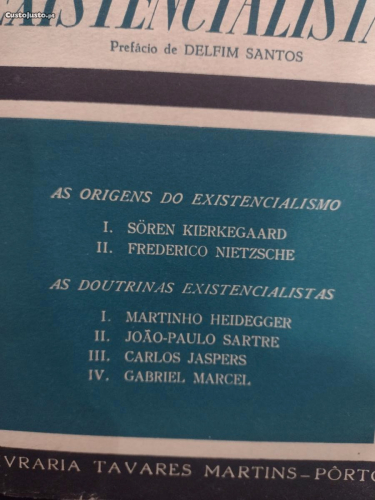 CustoJusto.pt
EXISTENCIALISTA
Prefácio de DELFIM SANTOS
AS ORIGENS DO EXISTENCIALISMO
I. SÖREN KIERKEGAARD
II. FREDERICO NIETZSCHE
AS DOUTRINAS EXISTENCIALISTAS
I. MARTINHO HEIDEGGER
II. JOÃO-PAULO SARTRE
III. CARLOS JASPERS
IV. GABRIEL MARCEL
VRARIA TAVARES MARTINS–PÔRTO